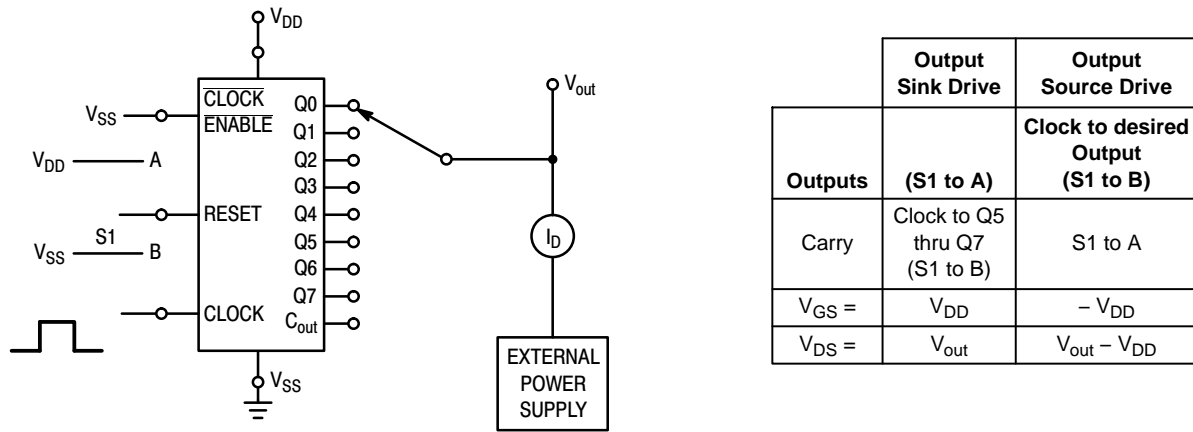 V_DD
CLOCK
ENABLE
V_SS
V_DD A
RESET
S1
V_SS B
CLOCK
Q0
Q1
Q2
Q3
Q4
Q5
Q6
Q7
C_out
V_SS
V_out
I_D
EXTERNAL
POWER
SUPPLY
Output
Sink Drive
Output
Source Drive
Outputs
(S1 to A)
Clock to desired
Output
(S1 to B)
Carry
Clock to Q5
thru Q7
(S1 to B)
S1 to A
V_GS = V_DD – V_DD
V_DS = V_out V_out – V_DD